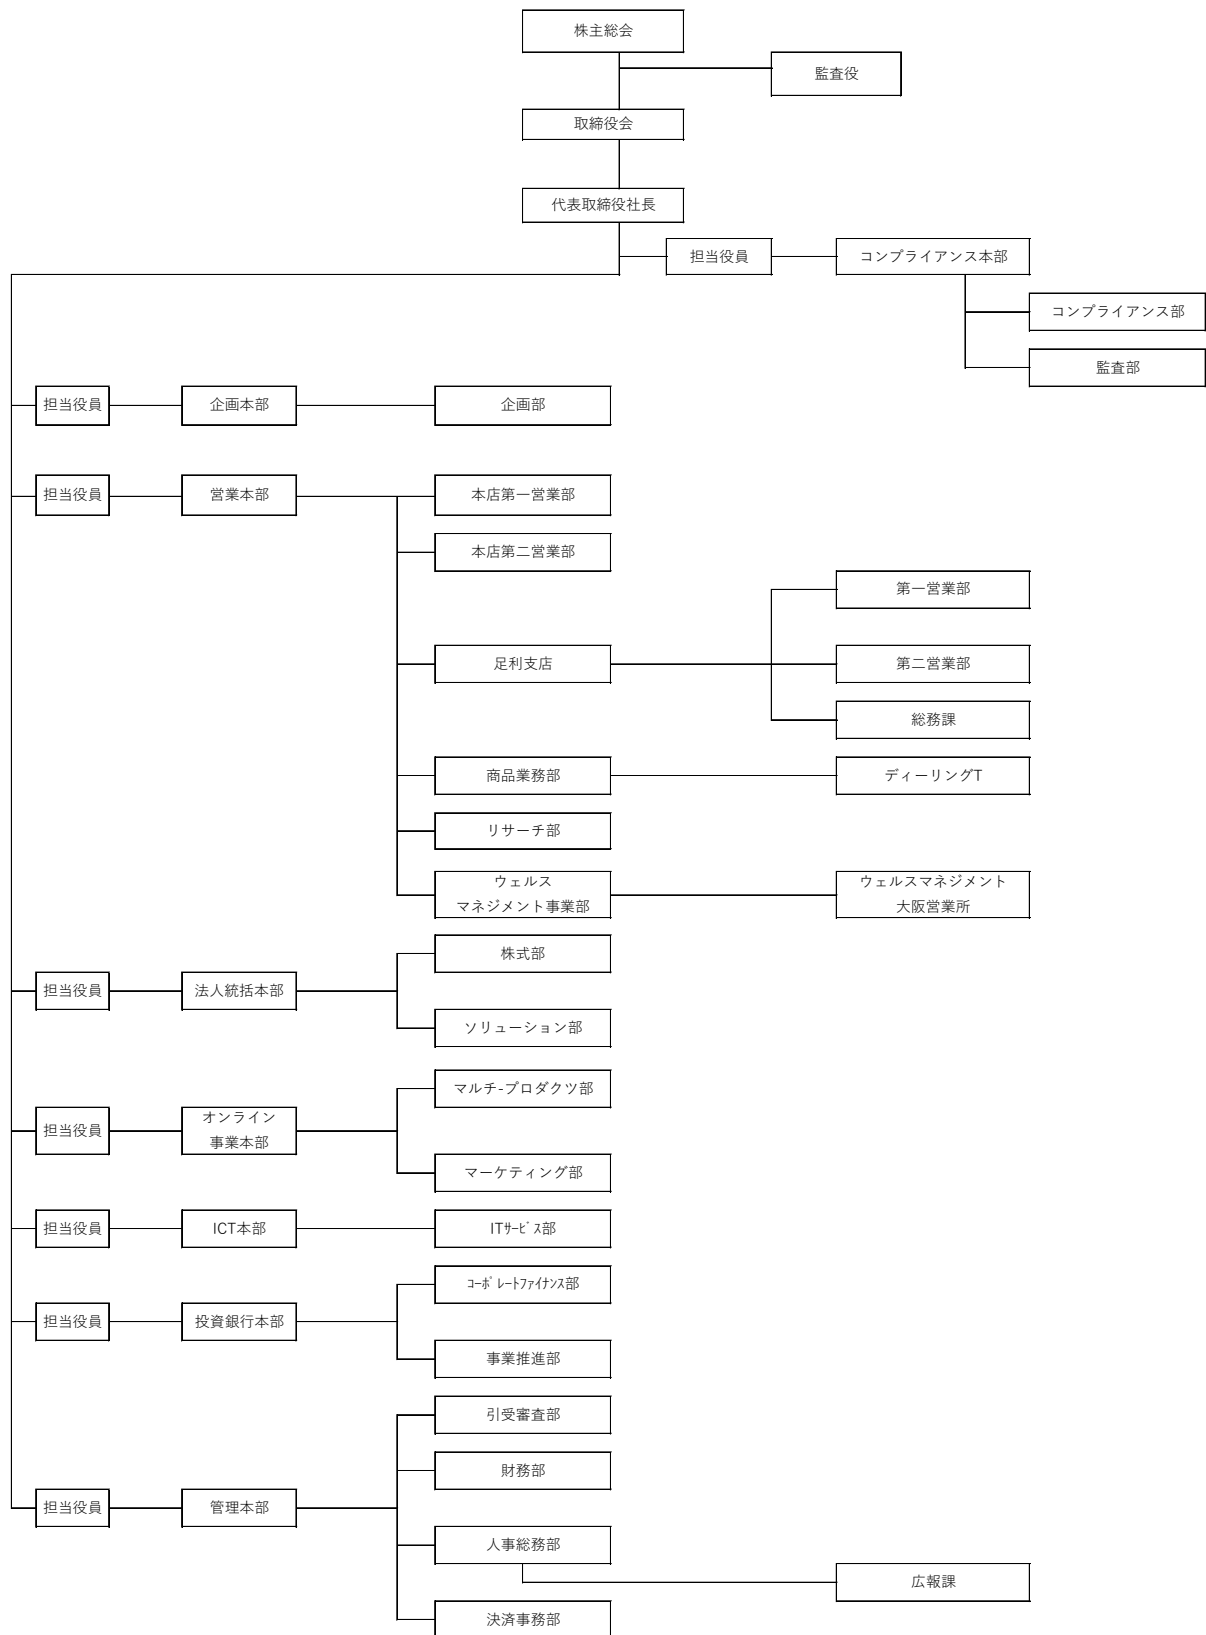 株主総会
監査役
取締役会
代表取締役社長
担当役員
コンプライアンス本部
コンプライアンス部
監査部
担当役員
企画本部
企画部
担当役員
営業本部
本店第一営業部
本店第二営業部
第一営業部
足利支店
第二営業部
総務課
商品業務部
ディーリングT
リサーチ部
ウェルス
マネジメント事業部
ウェルスマネジメント
大阪営業所
株式部
担当役員
法人統括本部
ソリューション部
マルチ-プロダクツ部
担当役員
オンライン
事業本部
マーケティング部
担当役員
ICT本部
ITｻｰﾋﾞｽ部
ｺｰﾎﾟﾚｰﾄﾌｧｲﾅﾝｽ部
担当役員
投資銀行本部
事業推進部
引受審査部
財務部
担当役員
管理本部
人事総務部
広報課
決済事務部